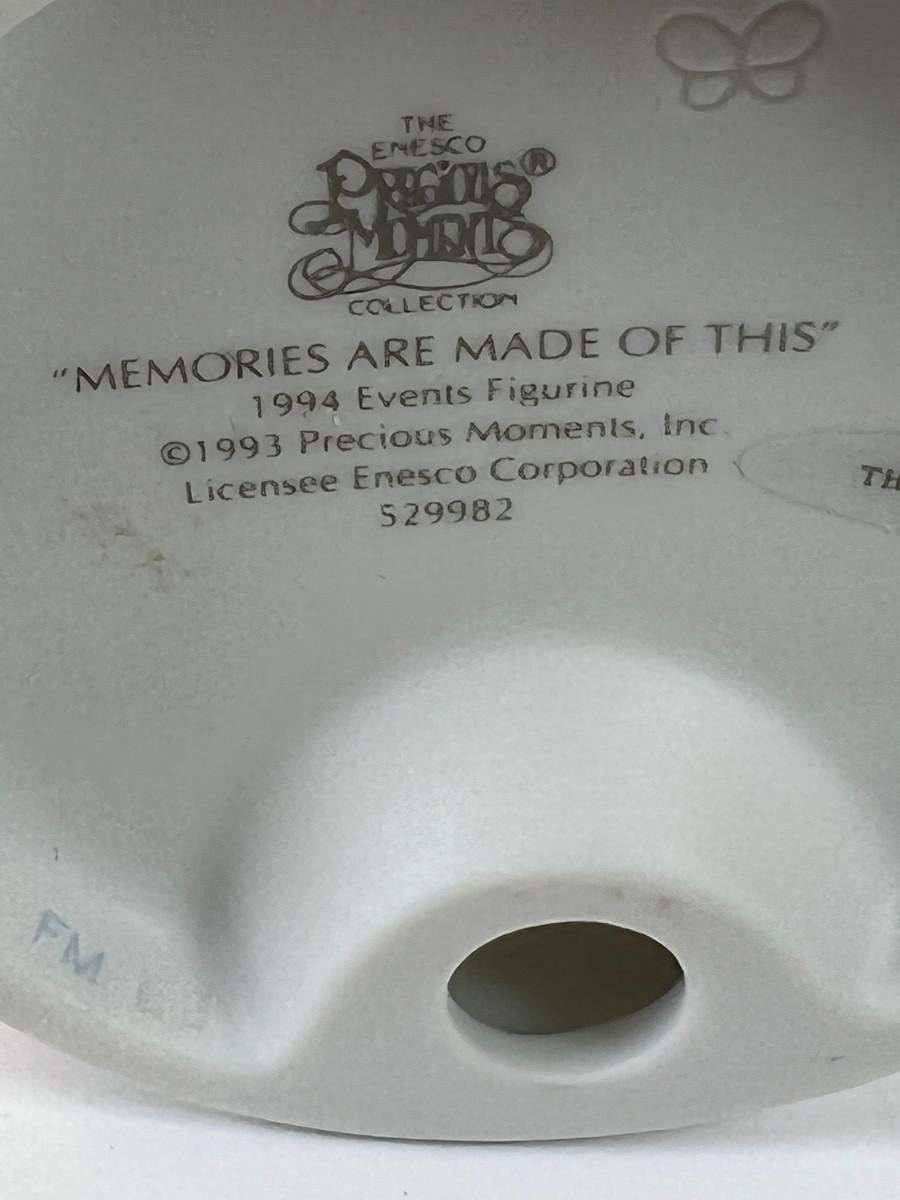 THE
ENESCO
PRECIOUS®
MOMENTS
COLLECTION
"MEMORIES ARE MADE OF THIS"
1994 Events Figurine
©1993 Precious Moments, Inc.
Licensee Enesco Corporation
529982
TH
FM